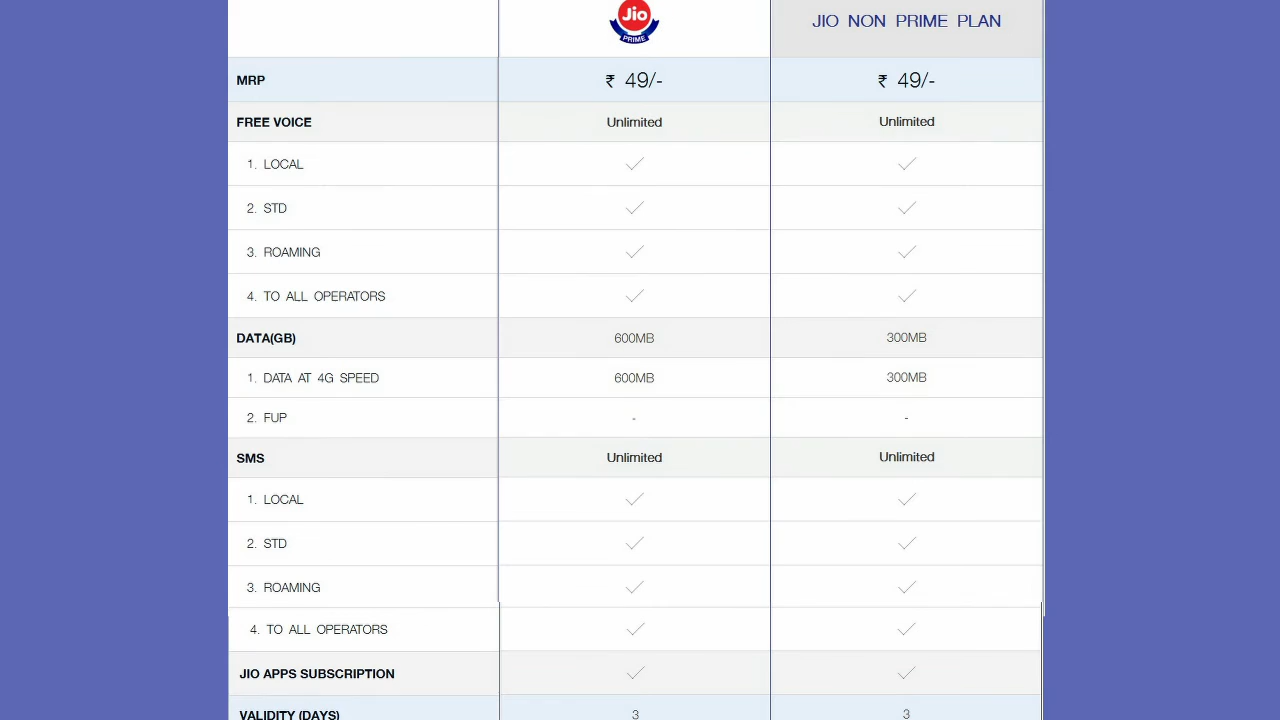 Jio
PRIME
JIO NON PRIME PLAN
MRP ₹ 49/- ₹ 49/-
FREE VOICE Unlimited Unlimited
1. LOCAL ✓ ✓
2. STD ✓ ✓
3. ROAMING ✓ ✓
4. TO ALL OPERATORS ✓ ✓
DATA(GB) 600MB 300MB
1. DATA AT 4G SPEED 600MB 300MB
2. FUP - -
SMS Unlimited Unlimited
1. LOCAL ✓ ✓
2. STD ✓ ✓
3. ROAMING ✓ ✓
4. TO ALL OPERATORS ✓ ✓
JIO APPS SUBSCRIPTION ✓ ✓
VALIDITY (DAYS) 3 3